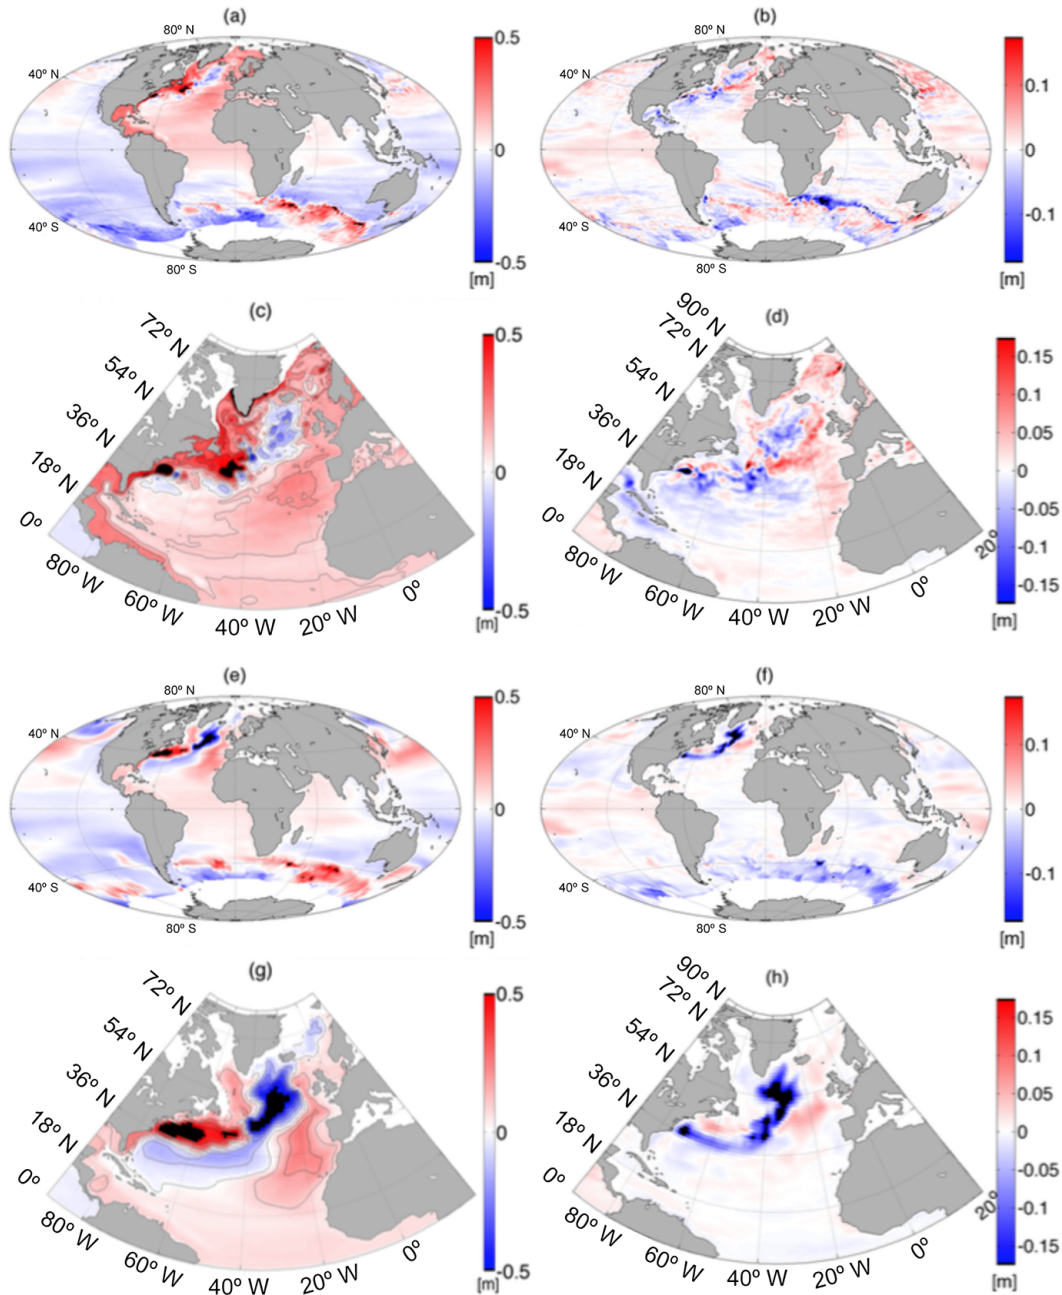 (a)
80º N
40º N
40º S
80º S
0.5
0
-0.5
[m]
(b)
80º N
40º N
40º S
80º S
0.1
0
-0.1
[m]
(c)
72º N
54º N
36º N
18º N
0º
80º W
60º W
40º W
20º W
0º
0.5
0
-0.5
[m]
(d)
90º N
72º N
54º N
36º N
18º N
0º
80º W
60º W
40º W
20º W
0º
20º
0.15
0.1
0.05
0
-0.05
-0.1
-0.15
[m]
(e)
80º N
40º N
40º S
80º S
0.5
0
-0.5
[m]
(f)
80º N
40º N
40º S
80º S
0.1
0
-0.1
[m]
(g)
72º N
54º N
36º N
18º N
0º
80º W
60º W
40º W
20º W
0º
0.5
0
-0.5
[m]
(h)
90º N
72º N
54º N
36º N
18º N
0º
80º W
60º W
40º W
20º W
0º
20º
0.15
0.1
0.05
0
-0.05
-0.1
-0.15
[m]